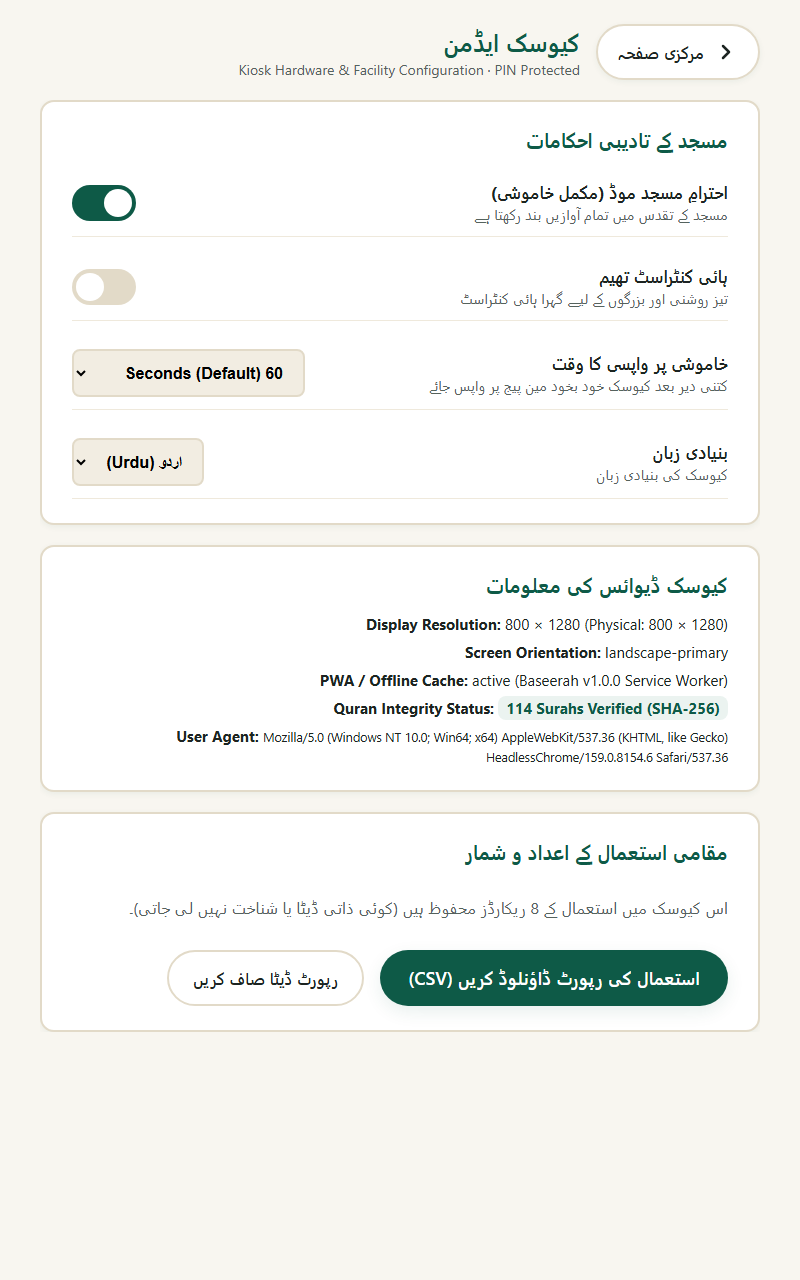 مرکزی صفحہ
کیوسک ایڈمن
Kiosk Hardware & Facility Configuration · PIN Protected
مسجد کے تادیبی احکامات
احترامِ مسجد موڈ (مکمل خاموشی)
مسجد کے تقدس میں تمام آوازیں بند رکھتا ہے
ہائی کنٹراسٹ تھیم
تیز روشنی اور بزرگوں کے لیے گہرا ہائی کنٹراسٹ
خاموشی پر واپسی کا وقت
کتنی دیر بعد کیوسک خود بخود مین پیج پر واپس جائے
60 Seconds (Default)
بنیادی زبان
کیوسک کی بنیادی زبان
اردو (Urdu)
کیوسک ڈیوائس کی معلومات
Display Resolution: 800 × 1280 (Physical: 800 × 1280)
Screen Orientation: landscape-primary
PWA / Offline Cache: active (Baseerah v1.0.0 Service Worker)
Quran Integrity Status: 114 Surahs Verified (SHA-256)
User Agent: Mozilla/5.0 (Windows NT 10.0; Win64; x64) AppleWebKit/537.36 (KHTML, like Gecko)
HeadlessChrome/159.0.8154.6 Safari/537.36
مقامی استعمال کے اعداد و شمار
اس کیوسک میں استعمال کے 8 ریکارڈز محفوظ ہیں (کوئی ذاتی ڈیٹا یا شناخت نہیں لی جاتی)۔
استعمال کی رپورٹ ڈاؤنلوڈ کریں (CSV)
رپورٹ ڈیٹا صاف کریں